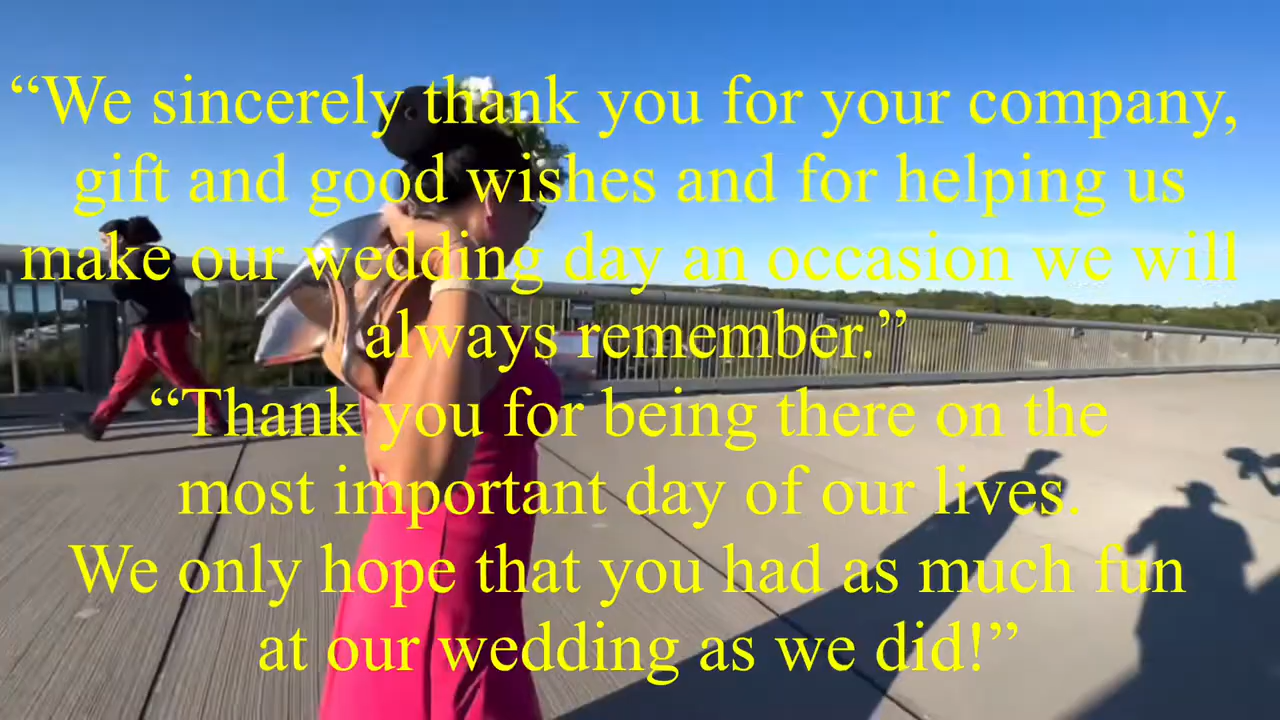 “We sincerely thank you for your company,
gift and good wishes and for helping us
make our wedding day an occasion we will
always remember.”
“Thank you for being there on the
most important day of our lives.
We only hope that you had as much fun
at our wedding as we did!”